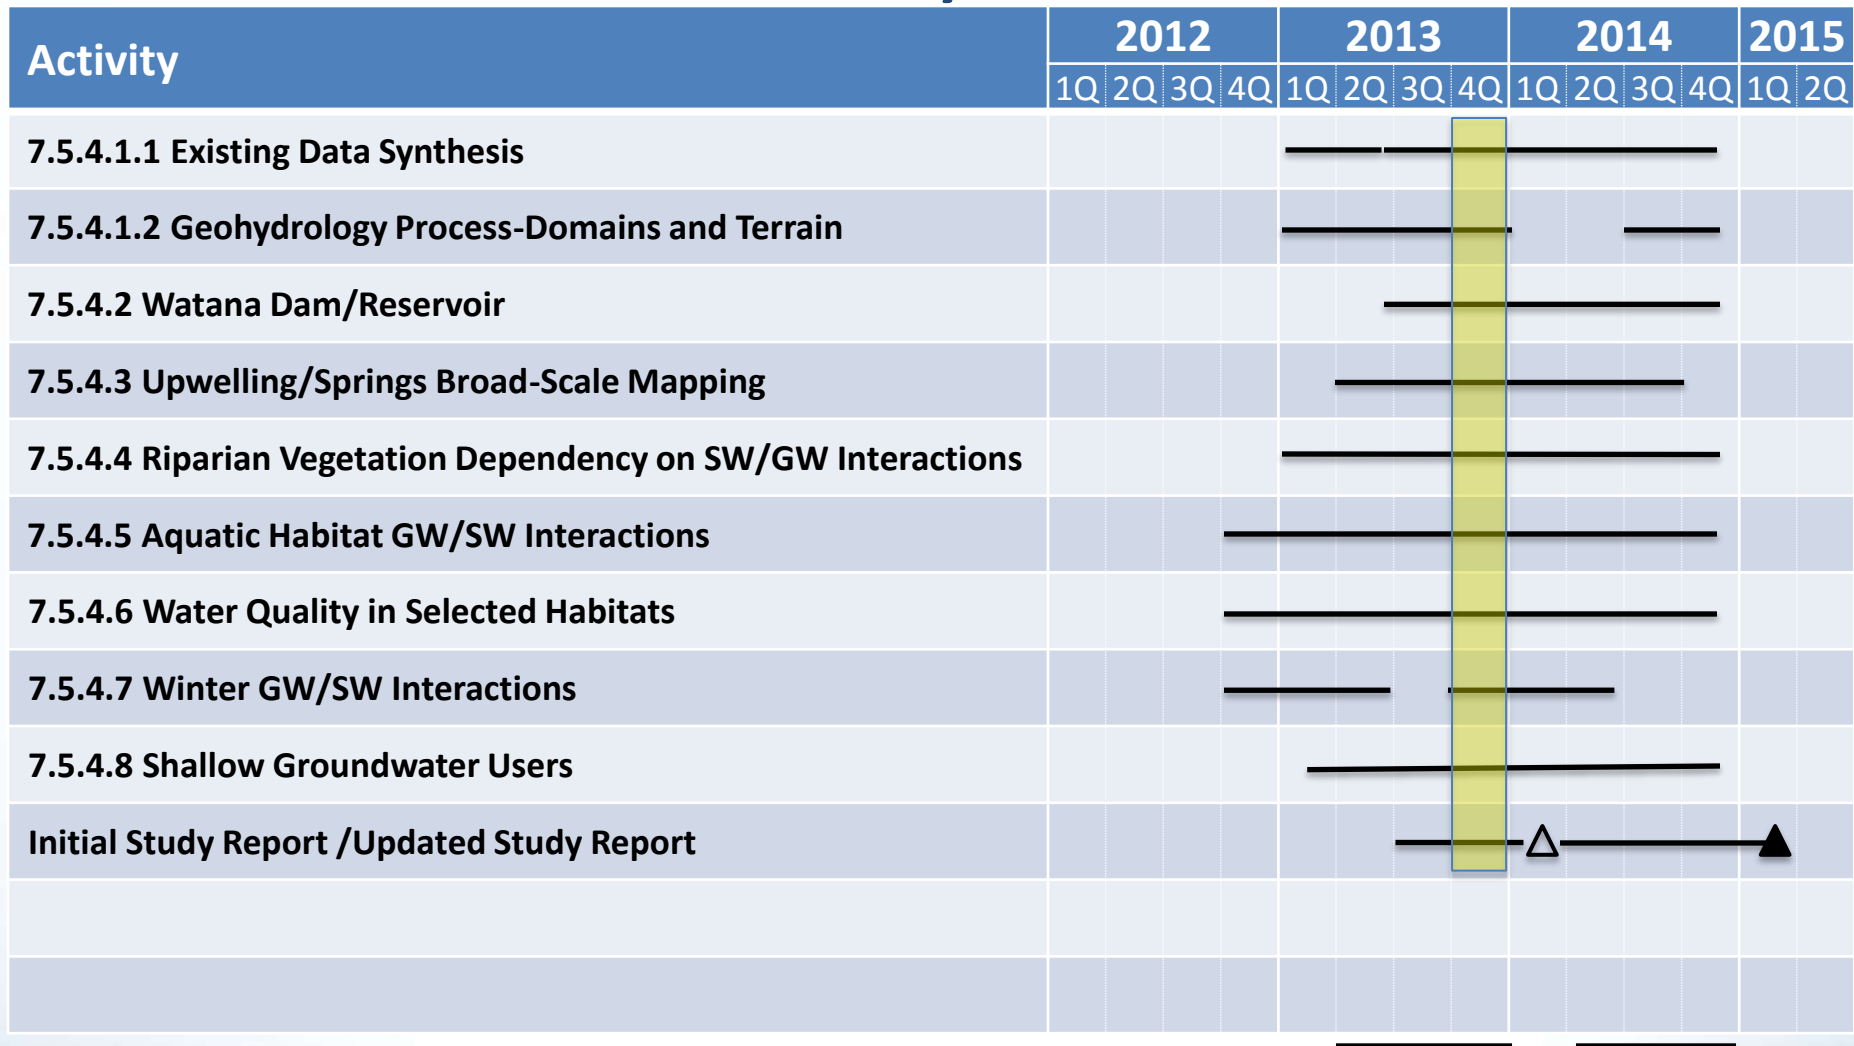 Activity
2012 2013 2014 2015
1Q 2Q 3Q 4Q 1Q 2Q 3Q 4Q 1Q 2Q 3Q 4Q 1Q 2Q
7.5.4.1.1 Existing Data Synthesis
7.5.4.1.2 Geohydrology Process-Domains and Terrain
7.5.4.2 Watana Dam/Reservoir
7.5.4.3 Upwelling/Springs Broad-Scale Mapping
7.5.4.4 Riparian Vegetation Dependency on SW/GW Interactions
7.5.4.5 Aquatic Habitat GW/SW Interactions
7.5.4.6 Water Quality in Selected Habitats
7.5.4.7 Winter GW/SW Interactions
7.5.4.8 Shallow Groundwater Users
Initial Study Report /Updated Study Report